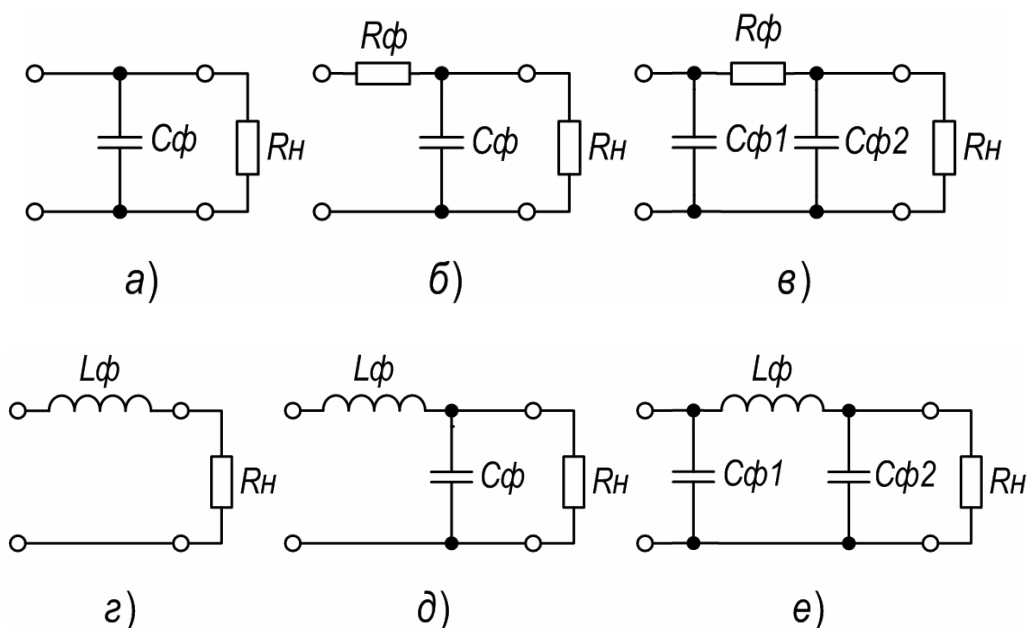 Rф Rф
Cф Rн Cф Rн Cф1 Cф2 Rн
а) б) в)
Lф Lф Lф
Rн Cф Rн Cф1 Cф2 Rн
г) д) е)